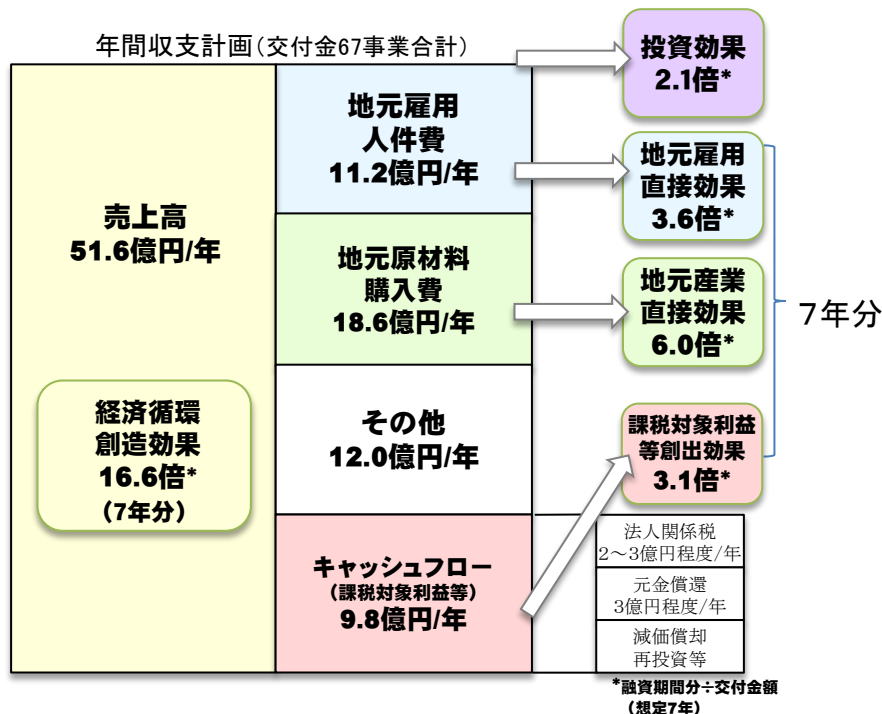 年間収支計画(交付金67事業合計)
売上高
51.6億円/年
経済循環
創造効果
16.6倍*
(7年分)
地元雇用
人件費
11.2億円/年
地元原材料
購入費
18.6億円/年
その他
12.0億円/年
キャッシュフロー
(課税対象利益等)
9.8億円/年
投資効果
2.1倍*
地元雇用
直接効果
3.6倍*
地元産業
直接効果
6.0倍*
課税対象利益
等創出効果
3.1倍*
7年分
法人関係税
2~3億円程度/年
元金償還
3億円程度/年
減価償却
再投資等
*融資期間分÷交付金額
(想定7年)